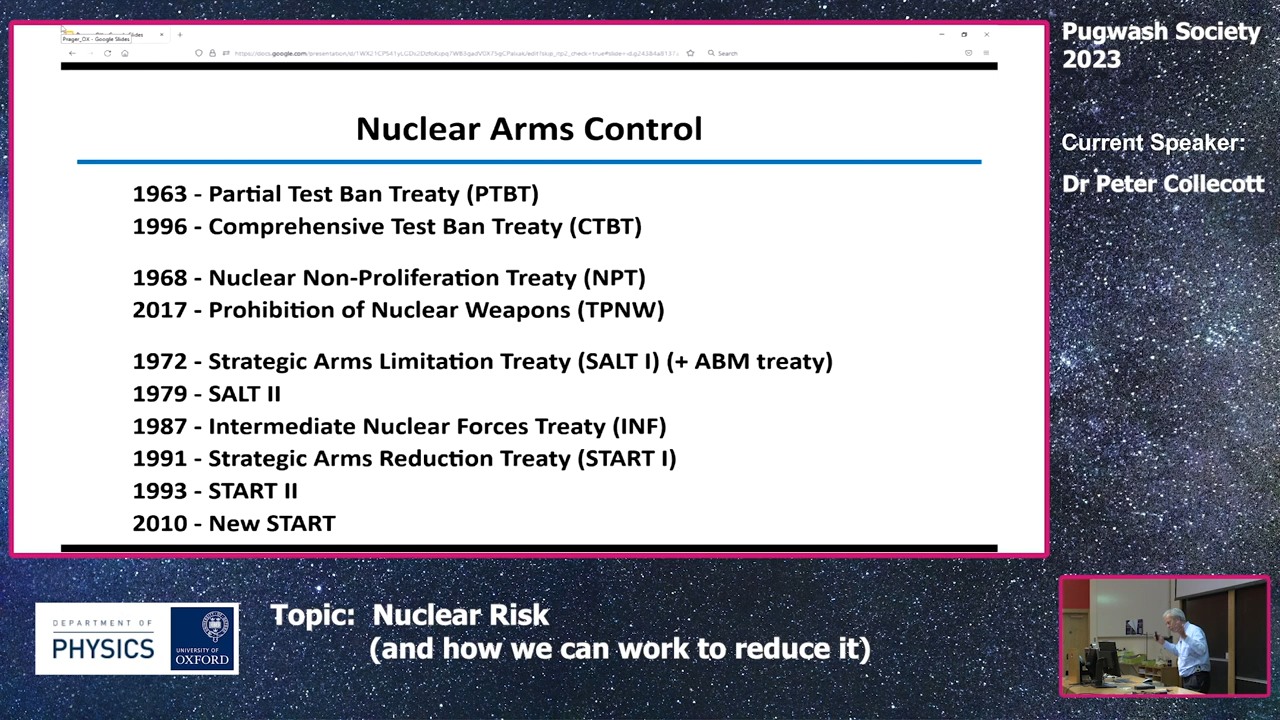 Prager_OX - Google Slides
Search
Nuclear Arms Control
1963 - Partial Test Ban Treaty (PTBT)
1996 - Comprehensive Test Ban Treaty (CTBT)
1968 - Nuclear Non-Proliferation Treaty (NPT)
2017 - Prohibition of Nuclear Weapons (TPNW)
1972 - Strategic Arms Limitation Treaty (SALT I) (+ ABM treaty)
1979 - SALT II
1987 - Intermediate Nuclear Forces Treaty (INF)
1991 - Strategic Arms Reduction Treaty (START I)
1993 - START II
2010 - New START
Pugwash Society
2023
Current Speaker:
Dr Peter Collecott
DEPARTMENT OF
PHYSICS
UNIVERSITY OF
OXFORD
Topic: Nuclear Risk
(and how we can work to reduce it)